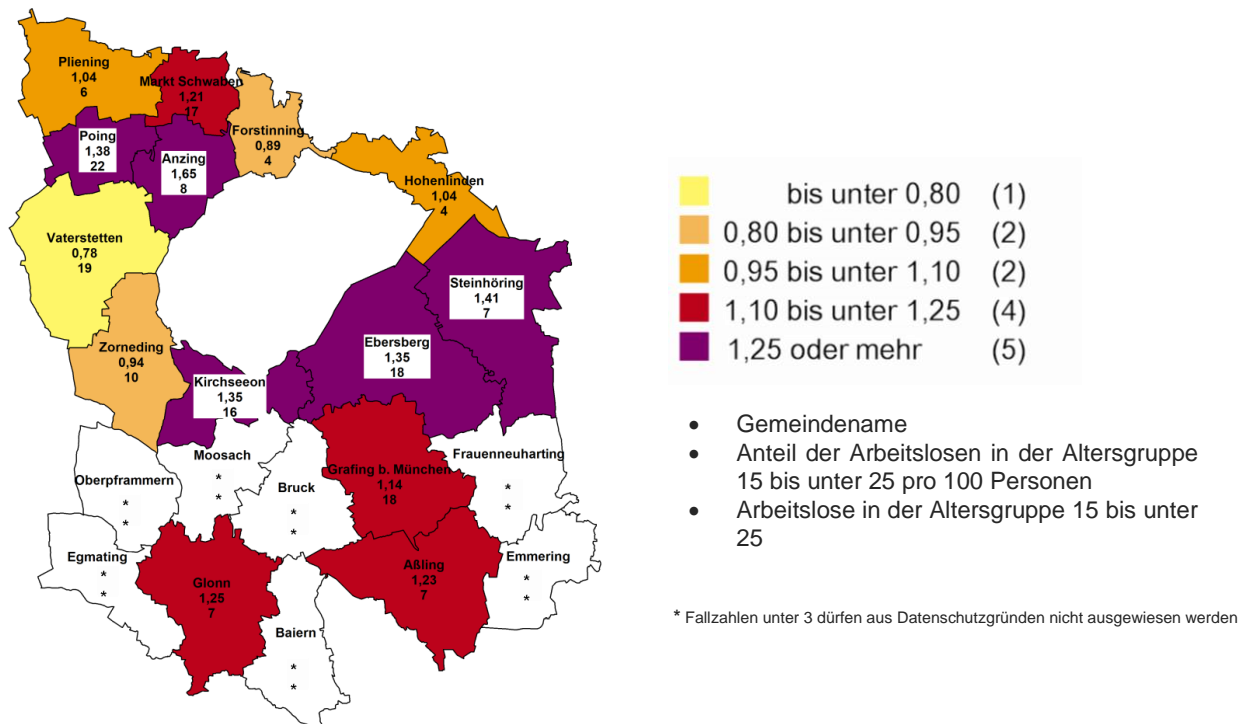 Pliening
1,04
6
Markt Schwaben
1,21
17
Forstinning
0,89
4
Poing
1,38
22
Anzing
1,65
8
Hohenlinden
1,04
4
Vaterstetten
0,78
19
Steinhöring
1,41
7
Zorneding
0,94
10
Ebersberg
1,35
18
Kirchseeon
1,35
16
Moosach
*
*
Frauenneuharting
*
*
Oberpframmern
*
*
Bruck
*
*
Grafing b. München
1,14
18
Egmating
*
*
Glonn
1,25
7
Aßling
1,23
7
Emmering
*
*
Baiern
*
*
bis unter 0,80 (1)
0,80 bis unter 0,95 (2)
0,95 bis unter 1,10 (2)
1,10 bis unter 1,25 (4)
1,25 oder mehr (5)
• Gemeindename
• Anteil der Arbeitslosen in der Altersgruppe
15 bis unter 25 pro 100 Personen
• Arbeitslose in der Altersgruppe 15 bis unter
25
* Fallzahlen unter 3 dürfen aus Datenschutzgründen nicht ausgewiesen werden